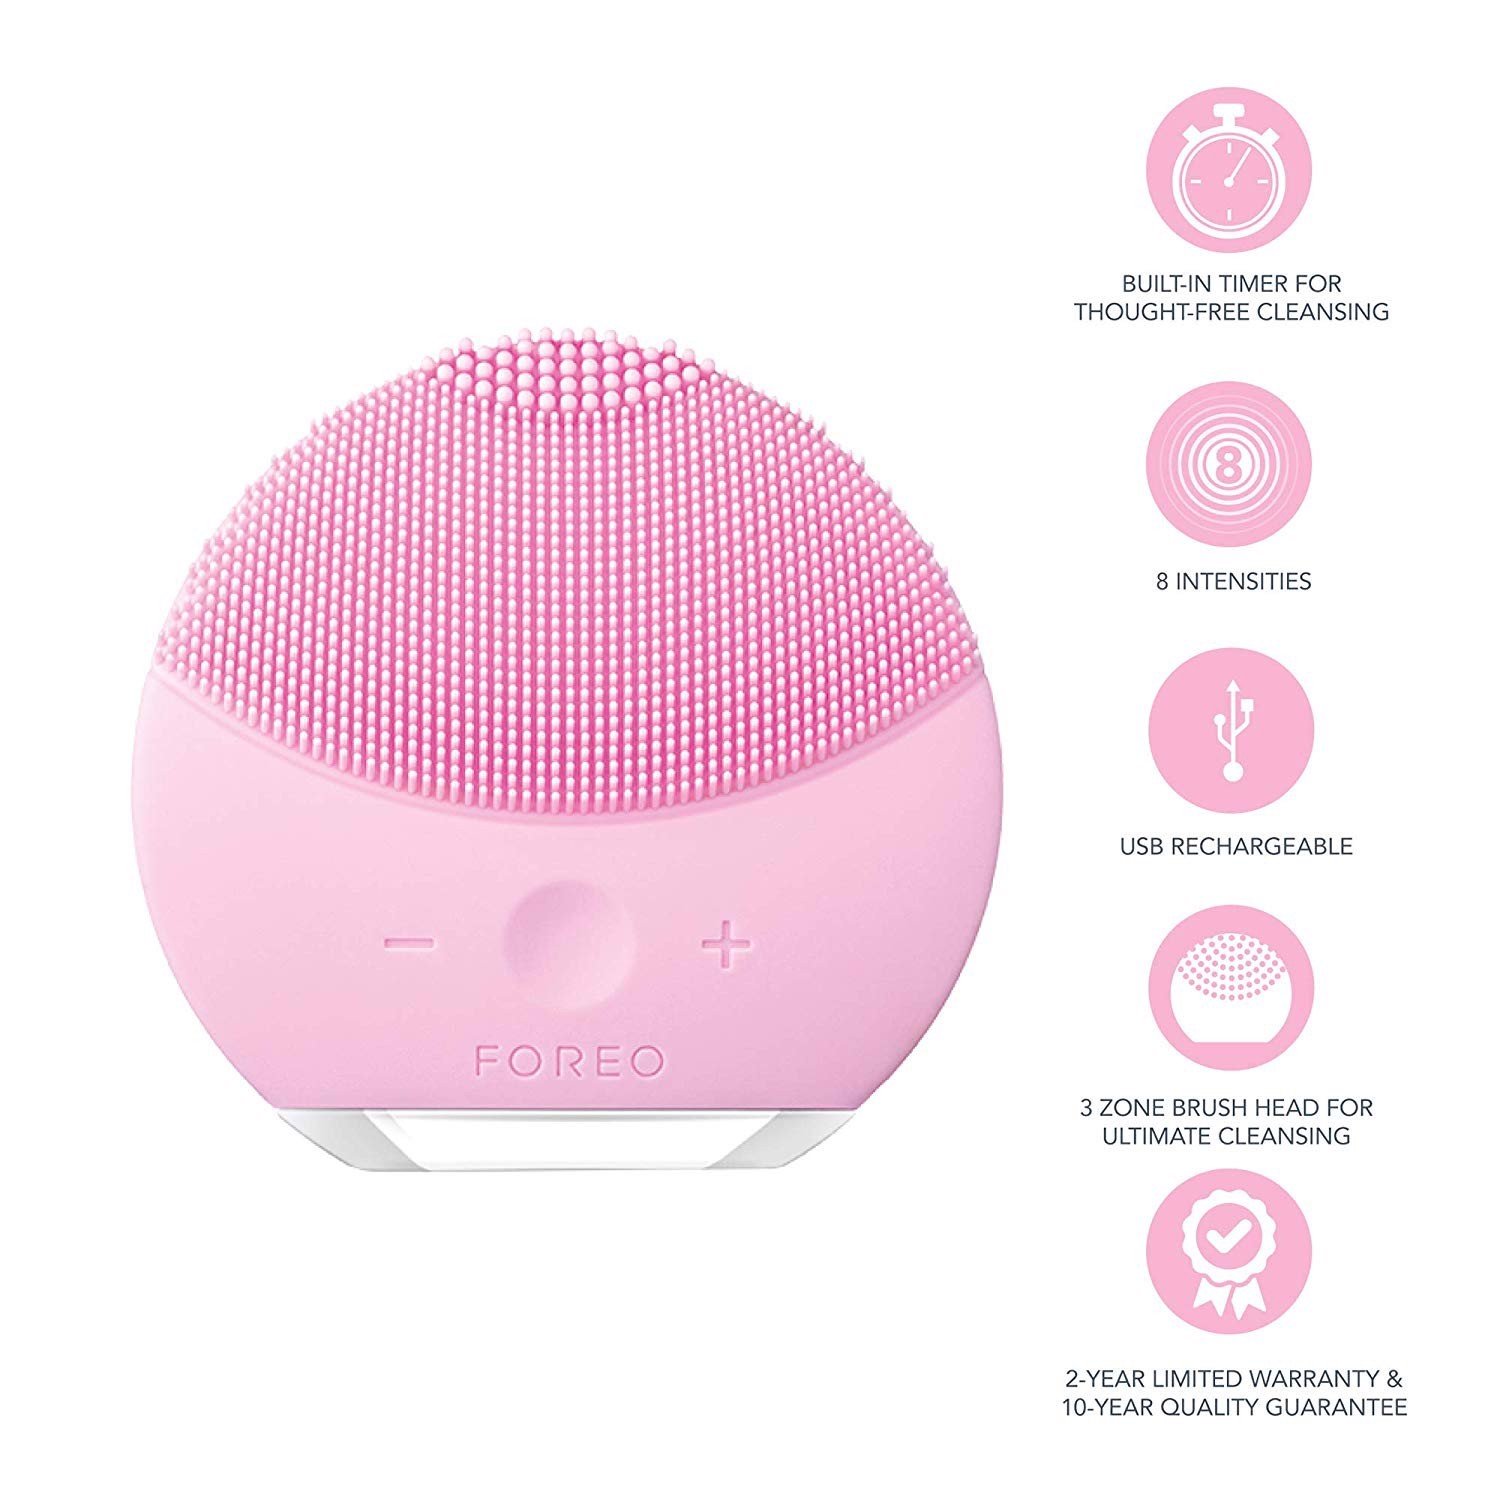 BUILT-IN TIMER FOR
THOUGHT-FREE CLEANSING
8
8 INTENSITIES
USB RECHARGEABLE
3 ZONE BRUSH HEAD FOR
ULTIMATE CLEANSING
2-YEAR LIMITED WARRANTY &
10-YEAR QUALITY GUARANTEE
− +
FOREO